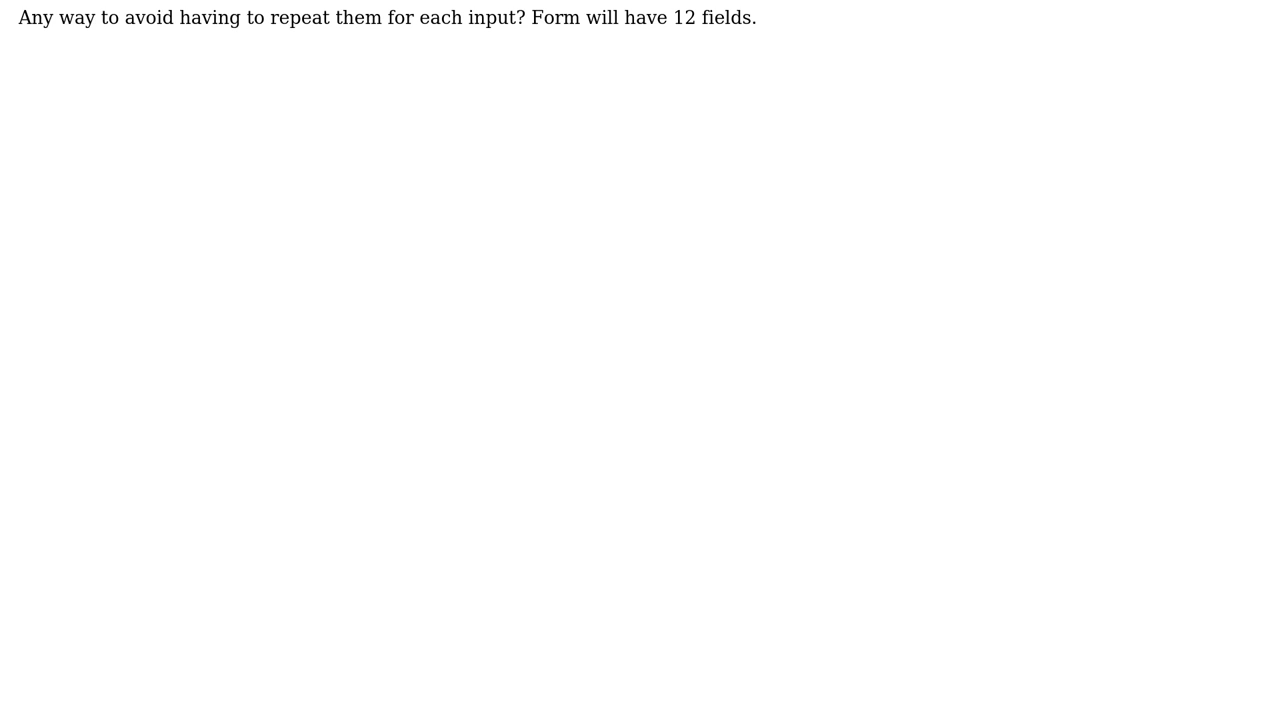 Any way to avoid having to repeat them for each input? Form will have 12 fields.